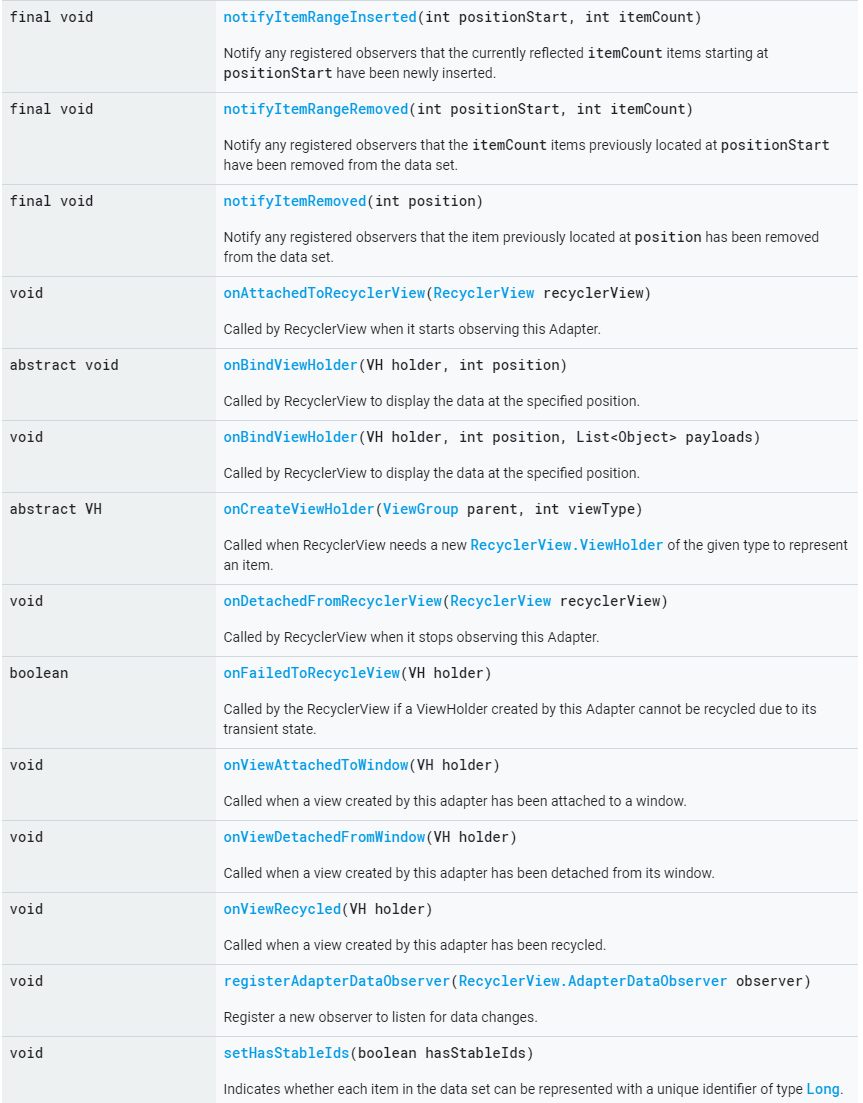 final void
notifyItemRangeInserted(int positionStart, int itemCount)
Notify any registered observers that the currently reflected itemCount items starting at
positionStart have been newly inserted.
final void
notifyItemRangeRemoved(int positionStart, int itemCount)
Notify any registered observers that the itemCount items previously located at positionStart
have been removed from the data set.
final void
notifyItemRemoved(int position)
Notify any registered observers that the item previously located at position has been removed
from the data set.
void
onAttachedToRecyclerView(RecyclerView recyclerView)
Called by RecyclerView when it starts observing this Adapter.
abstract void
onBindViewHolder(VH holder, int position)
Called by RecyclerView to display the data at the specified position.
void
onBindViewHolder(VH holder, int position, List<Object> payloads)
Called by RecyclerView to display the data at the specified position.
abstract VH
onCreateViewHolder(ViewGroup parent, int viewType)
Called when RecyclerView needs a new RecyclerView.ViewHolder of the given type to represent
an item.
void
onDetachedFromRecyclerView(RecyclerView recyclerView)
Called by RecyclerView when it stops observing this Adapter.
boolean
onFailedToRecycleView(VH holder)
Called by the RecyclerView if a ViewHolder created by this Adapter cannot be recycled due to its
transient state.
void
onViewAttachedToWindow(VH holder)
Called when a view created by this adapter has been attached to a window.
void
onViewDetachedFromWindow(VH holder)
Called when a view created by this adapter has been detached from its window.
void
onViewRecycled(VH holder)
Called when a view created by this adapter has been recycled.
void
registerAdapterDataObserver(RecyclerView.AdapterDataObserver observer)
Register a new observer to listen for data changes.
void
setHasStableIds(boolean hasStableIds)
Indicates whether each item in the data set can be represented with a unique identifier of type Long.